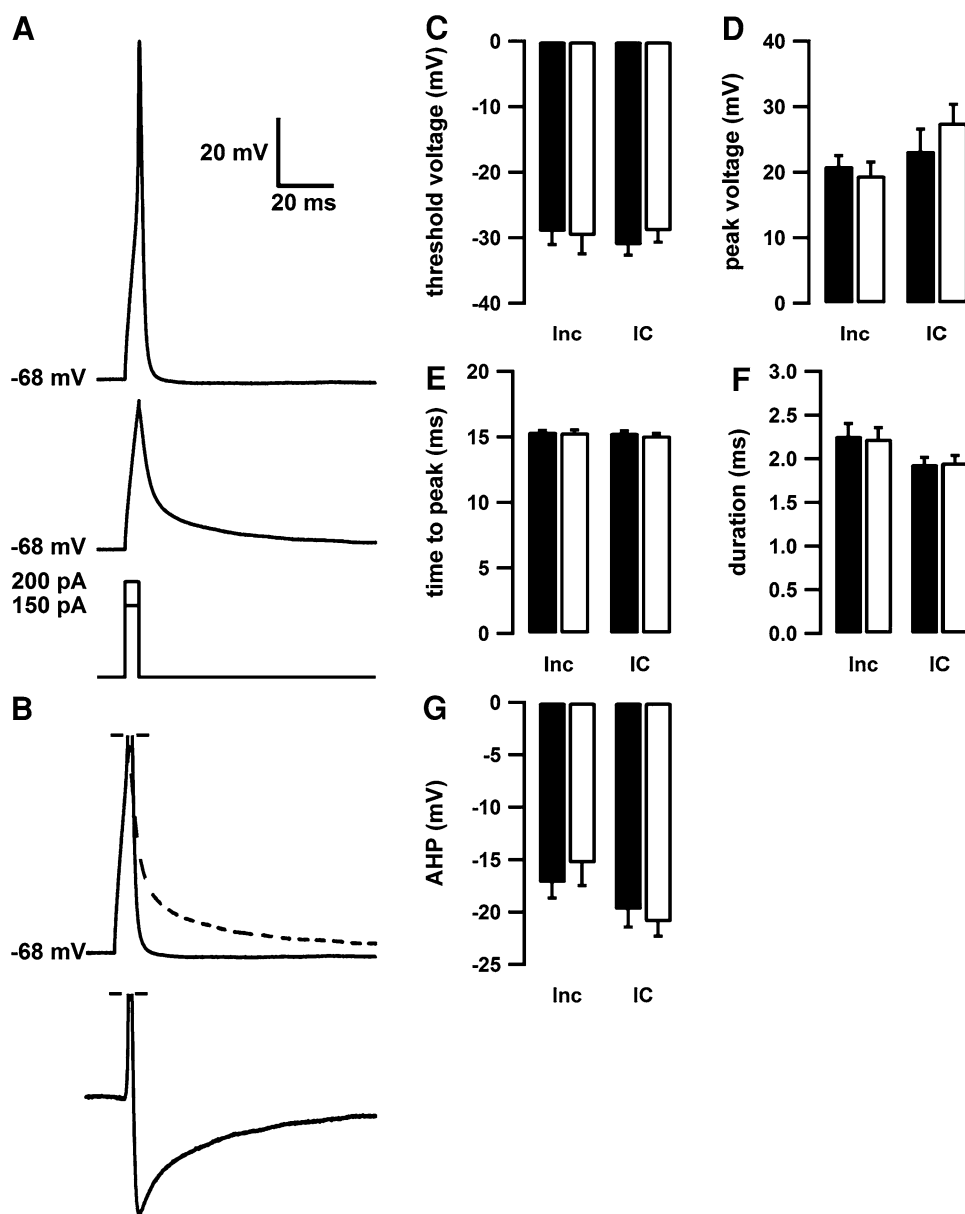 A
20 mV
20 ms
-68 mV
-68 mV
200 pA
150 pA
B
-68 mV
C
threshold voltage (mV)
0
-10
-20
-30
-40
Inc
IC
D
peak voltage (mV)
40
30
20
10
0
Inc
IC
E
time to peak (ms)
20
15
10
5
0
Inc
IC
F
duration (ms)
3.0
2.5
2.0
1.5
1.0
0.5
0.0
Inc
IC
G
AHP (mV)
0
-5
-10
-15
-20
-25
Inc
IC